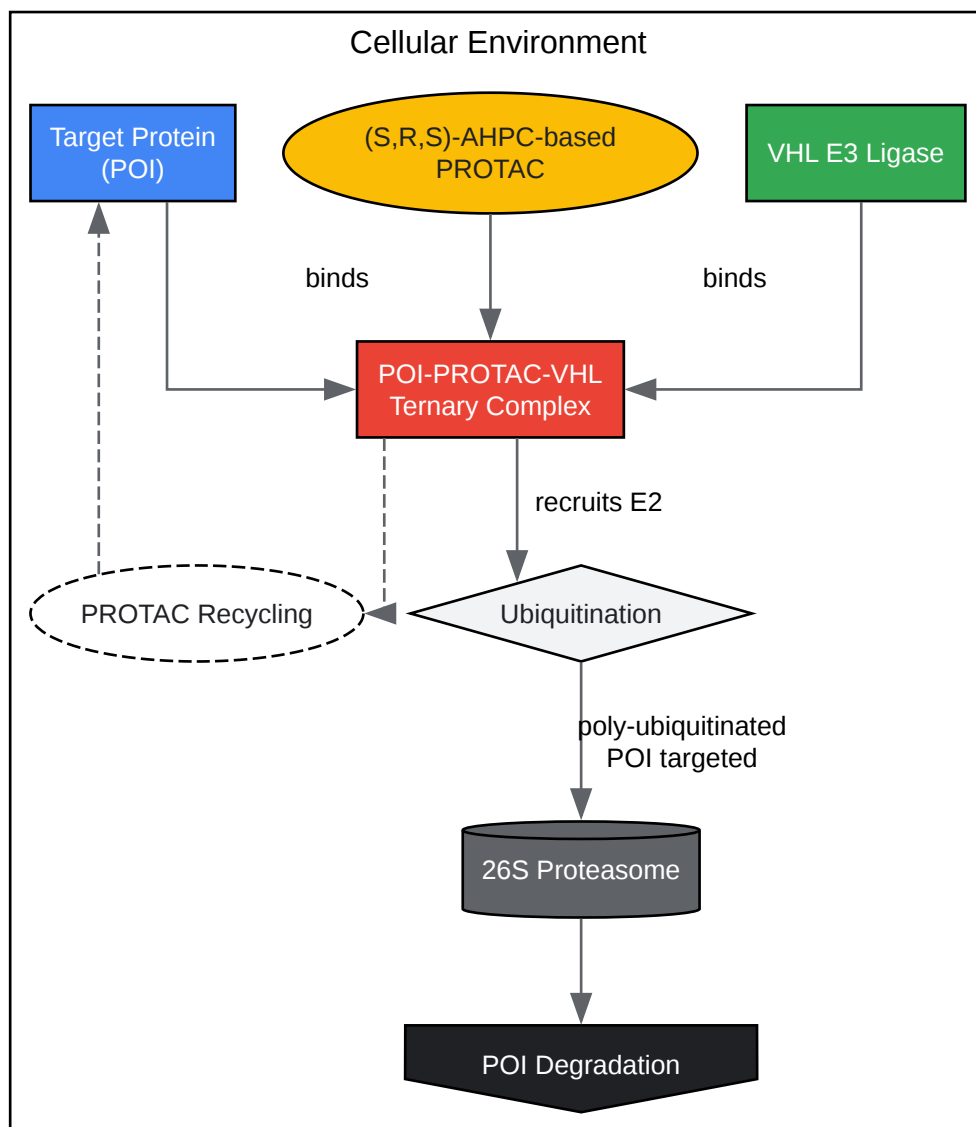 Cellular Environment
Target Protein
(POI)
(S,R,S)-AHPC-based
PROTAC
VHL E3 Ligase
binds
binds
POI-PROTAC-VHL
Ternary Complex
recruits E2
PROTAC Recycling
Ubiquitination
poly-ubiquitinated
POI targeted
26S Proteasome
POI Degradation